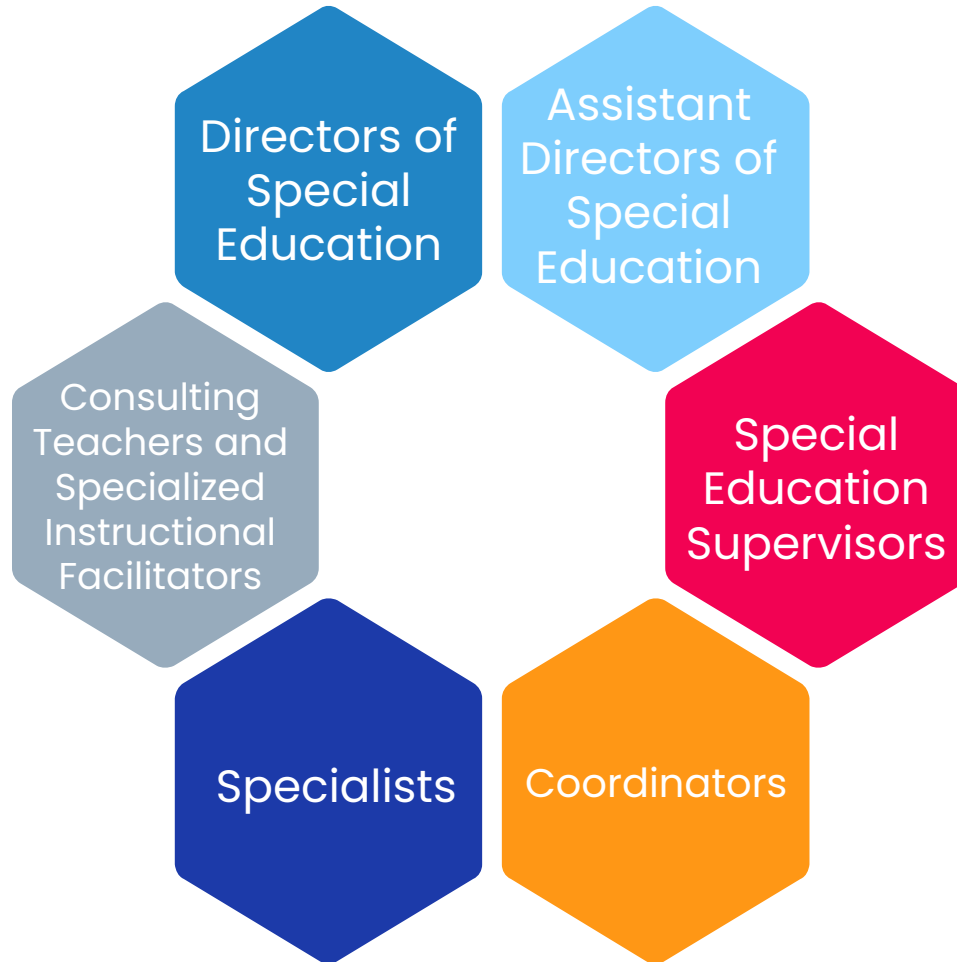 Directors of
Special
Education
Assistant
Directors of
Special
Education
Consulting
Teachers and
Specialized
Instructional
Facilitators
Special
Education
Supervisors
Specialists
Coordinators